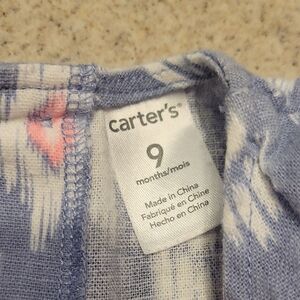 carter's®
9
months/mois
Made in China
Fabriqué en Chine
Hecho en China